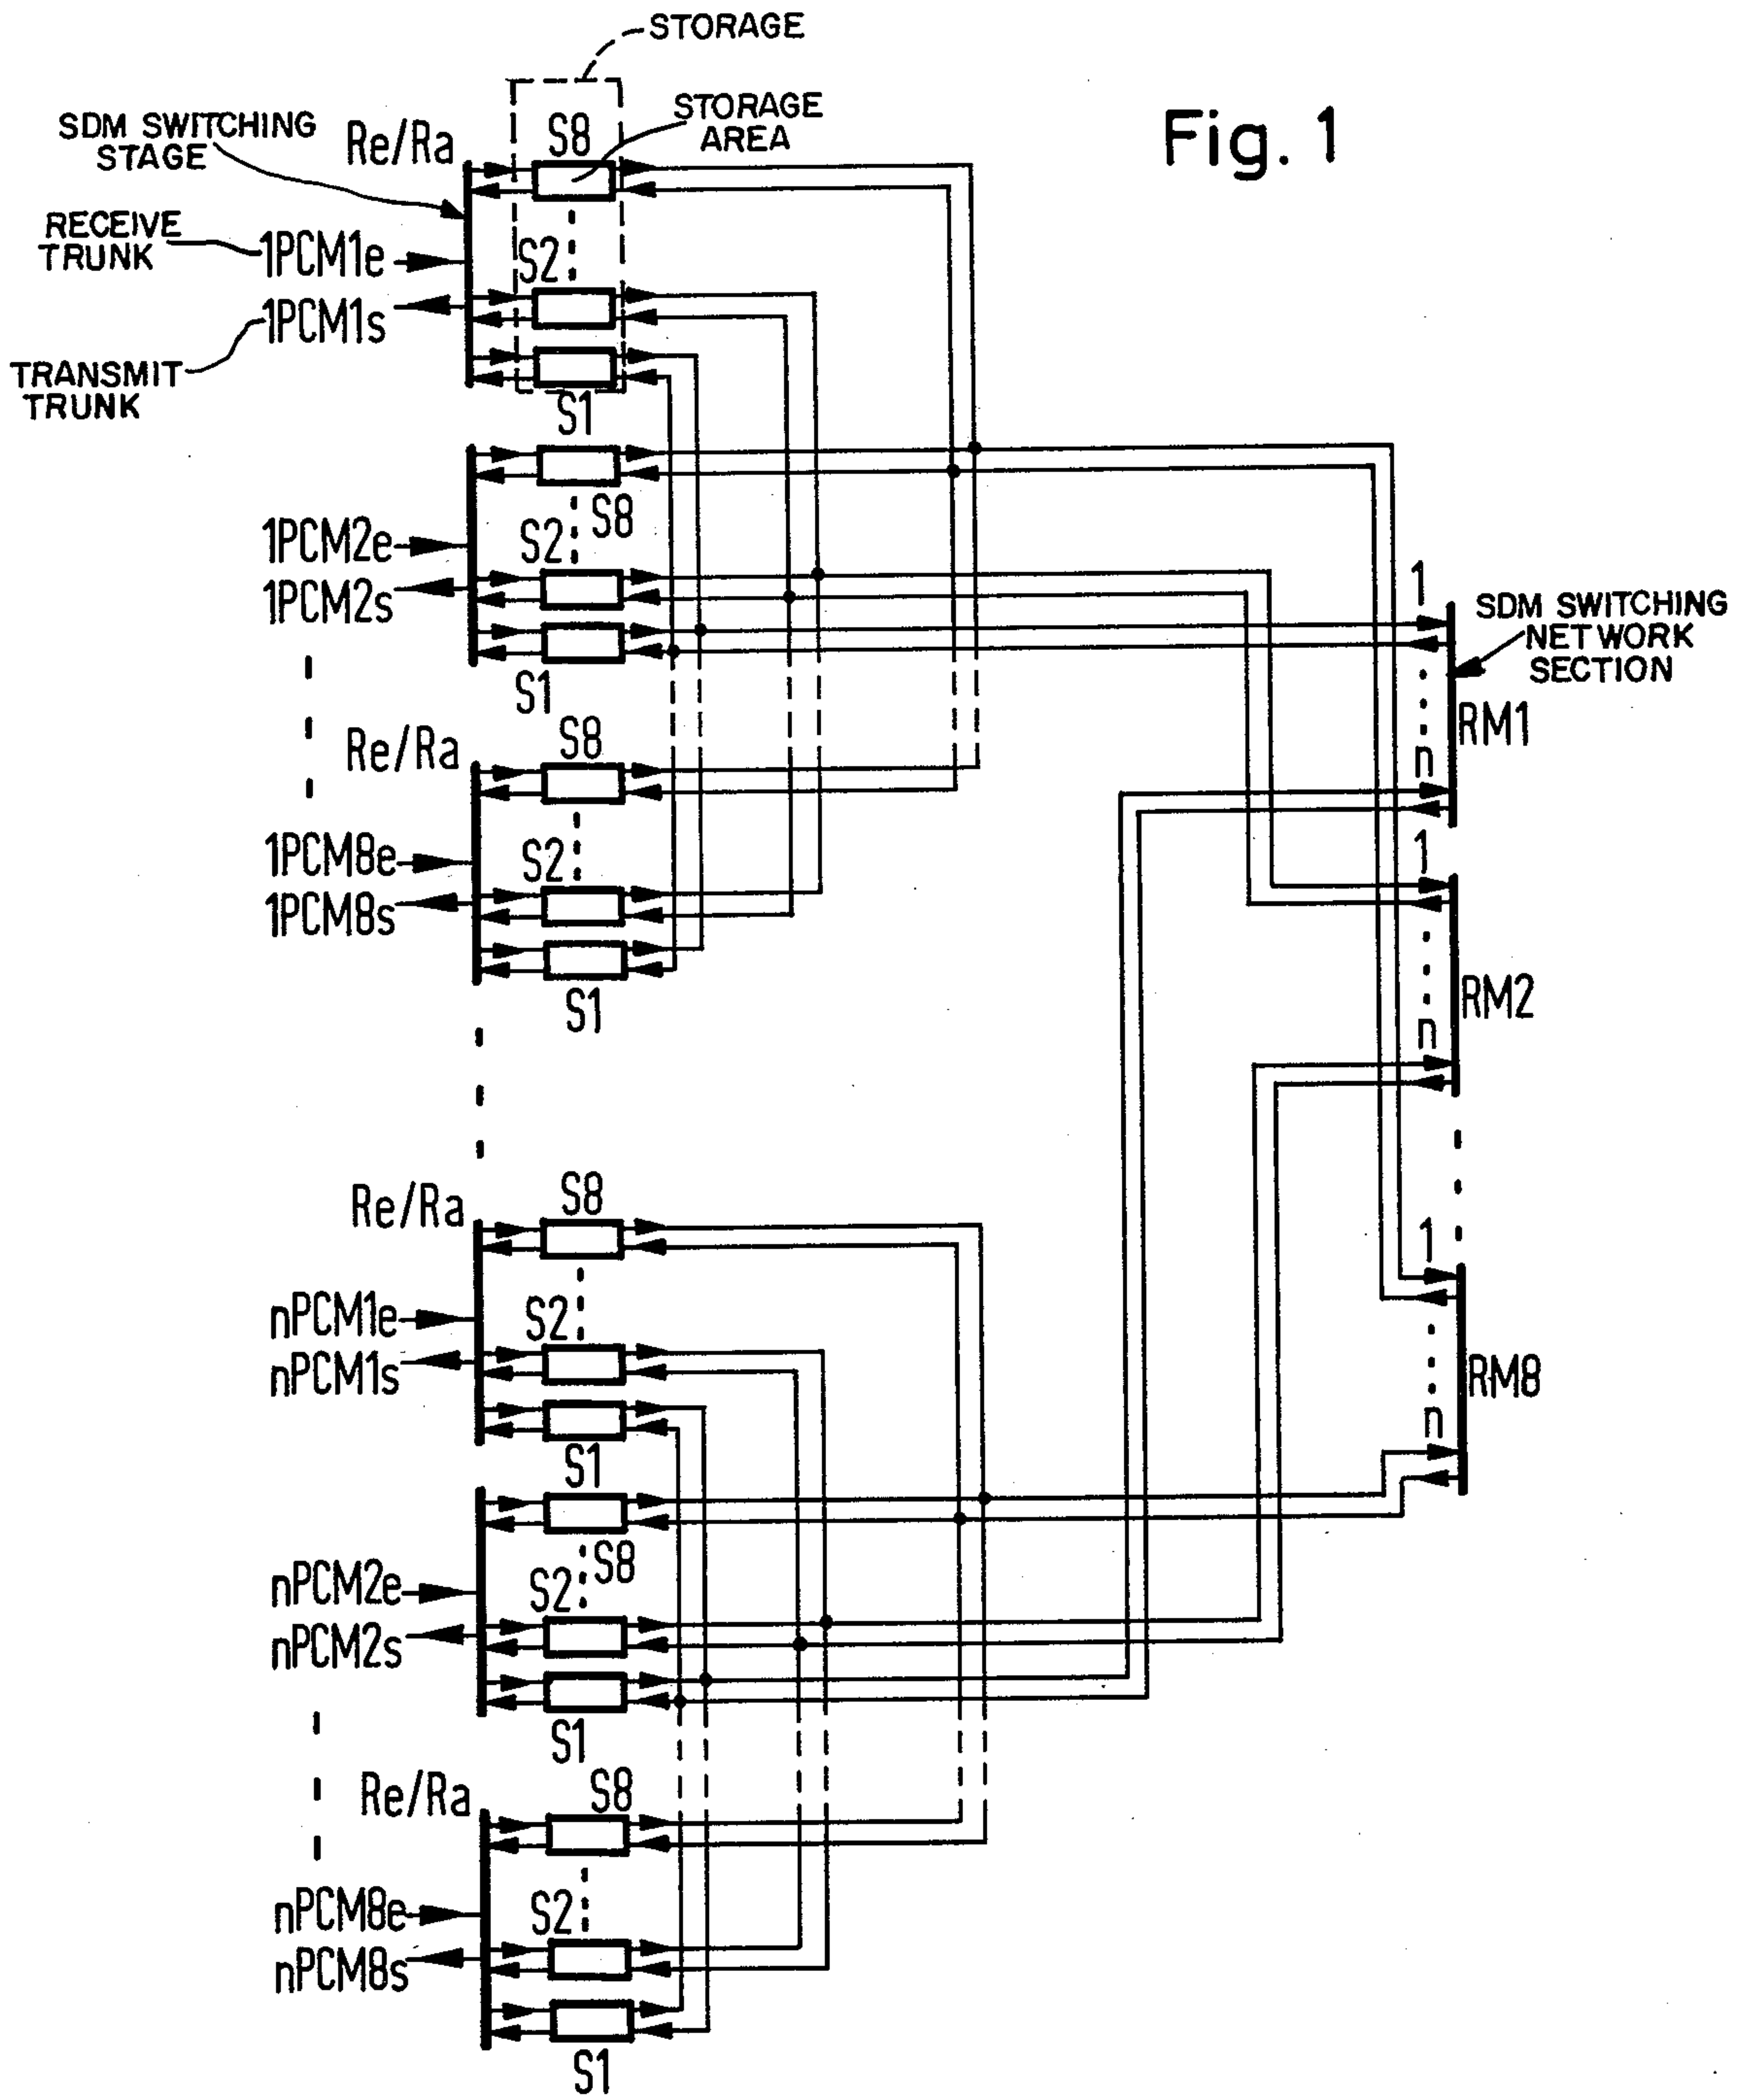 STORAGE
Fig. 1
STORAGE
AREA
SDM SWITCHING
STAGE
Re/Ra
S8
RECEIVE
TRUNK
1PCM1e
S2
1PCM1s
TRANSMIT
TRUNK
S1
S8
1PCM2e
S2
1PCM2s
S1
1
SDM SWITCHING
NETWORK
SECTION
RM1
n
Re/Ra
S8
1PCM8e
S2
1PCM8s
S1
1
RM2
n
Re/Ra
S8
nPCM1e
S2
nPCM1s
S1
1
RM8
n
S8
nPCM2e
S2
nPCM2s
S1
Re/Ra
S8
nPCM8e
S2
nPCM8s
S1